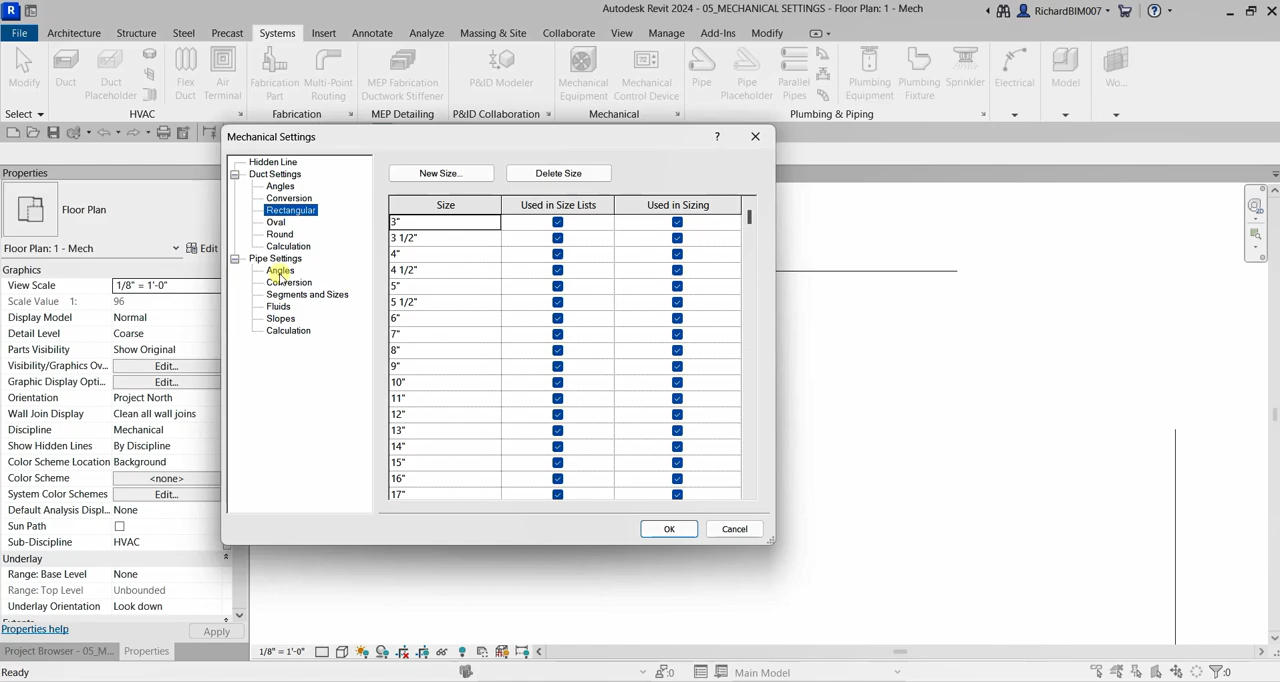 R
Autodesk Revit 2024 - 05_MECHANICAL SETTINGS - Floor Plan: 1 - Mech
RichardBIM007
File Architecture Structure Steel Precast Systems Insert Annotate Analyze Massing & Site Collaborate View Manage Add-Ins Modify
Modify
Duct
Duct Placeholder
Flex Duct
Air Terminal
Fabrication Part
Multi-Point Routing
MEP Fabrication Ductwork Stiffener
P&ID Modeler
Mechanical Equipment
Mechanical Control Device
Pipe
Pipe Placeholder
Parallel Pipes
Plumbing Equipment
Plumbing Fixture
Sprinkler
Electrical
Model
Wo...
Select HVAC Fabrication MEP Detailing P&ID Collaboration Mechanical Plumbing & Piping
Properties
Floor Plan
Floor Plan: 1 - Mech Edit
Graphics
View Scale 1/8" = 1'-0"
Scale Value 1: 96
Display Model Normal
Detail Level Coarse
Parts Visibility Show Original
Visibility/Graphics Ov... Edit...
Graphic Display Opti... Edit...
Orientation Project North
Wall Join Display Clean all wall joins
Discipline Mechanical
Show Hidden Lines By Discipline
Color Scheme Location Background
Color Scheme <none>
System Color Schemes Edit...
Default Analysis Displ... None
Sun Path
Sub-Discipline HVAC
Underlay
Range: Base Level None
Range: Top Level Unbounded
Underlay Orientation Look down
Properties help Apply
Project Browser - 05_M... Properties
Mechanical Settings ?
Hidden Line
Duct Settings
Angles
Conversion
Rectangular
Oval
Round
Calculation
Pipe Settings
Angles
Conversion
Segments and Sizes
Fluids
Slopes
Calculation
New Size... Delete Size
Size Used in Size Lists Used in Sizing
3"
3 1/2"
4"
4 1/2"
5"
5 1/2"
6"
7"
8"
9"
10"
11"
12"
13"
14"
15"
16"
17"
OK Cancel
1/8" = 1'-0"
Ready :0 Main Model :0